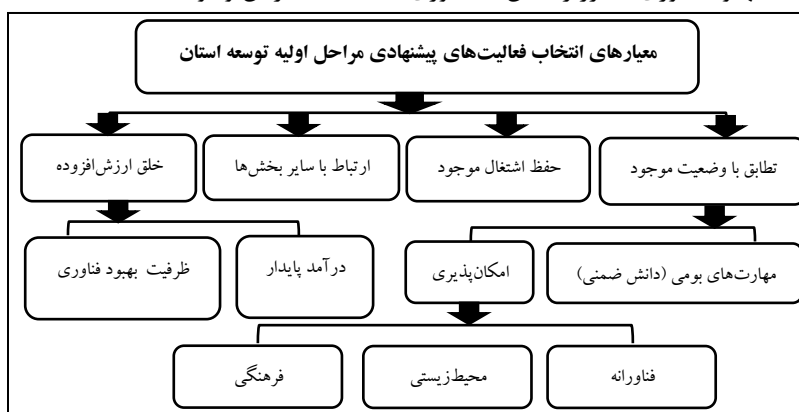 معیارهای انتخاب فعالیت‌های پیشنهادی مراحل اولیه توسعه استان
تطابق با وضعیت موجود
حفظ اشتغال موجود
ارتباط با سایر بخش‌ها
خلق ارزش‌افزوده
مهارت‌های بومی (دانش ضمنی)
امکان‌پذیری
درآمد پایدار
ظرفیت بهبود فناوری
فناورانه
محیط‌زیستی
فرهنگی